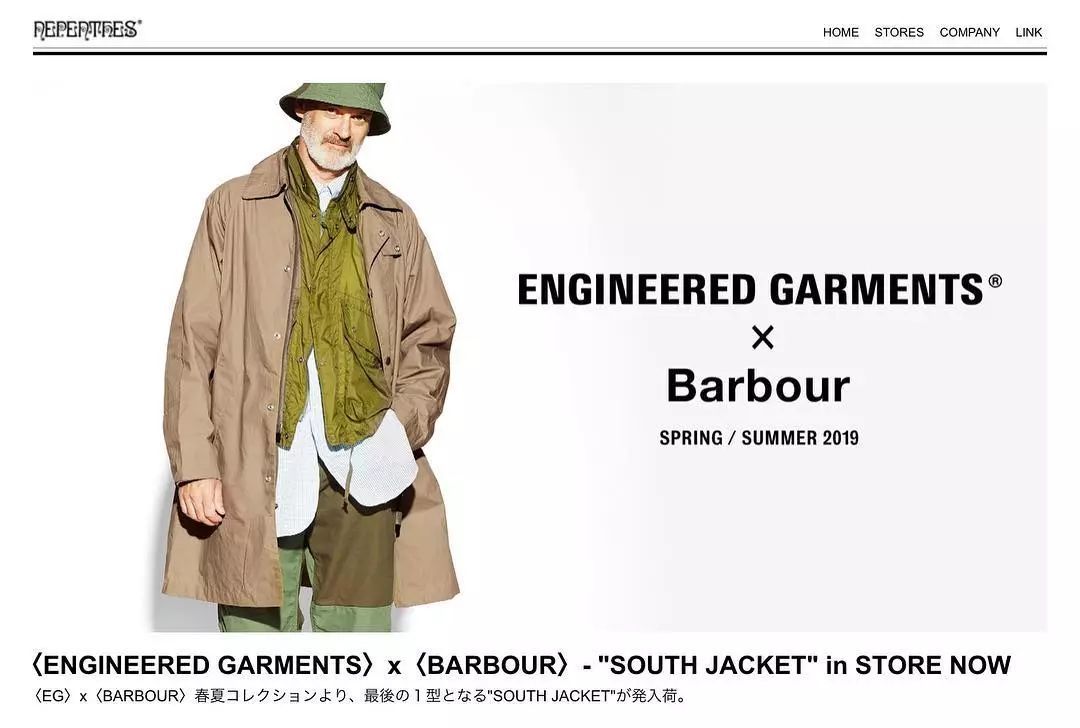 NEPENTHES®
HOME STORES COMPANY LINK
ENGINEERED GARMENTS®
×
Barbour
SPRING / SUMMER 2019
〈ENGINEERED GARMENTS〉x〈BARBOUR〉- "SOUTH JACKET" in STORE NOW
〈EG〉x〈BARBOUR〉春夏コレクションより、最後の1型となる"SOUTH JACKET"が発入荷。